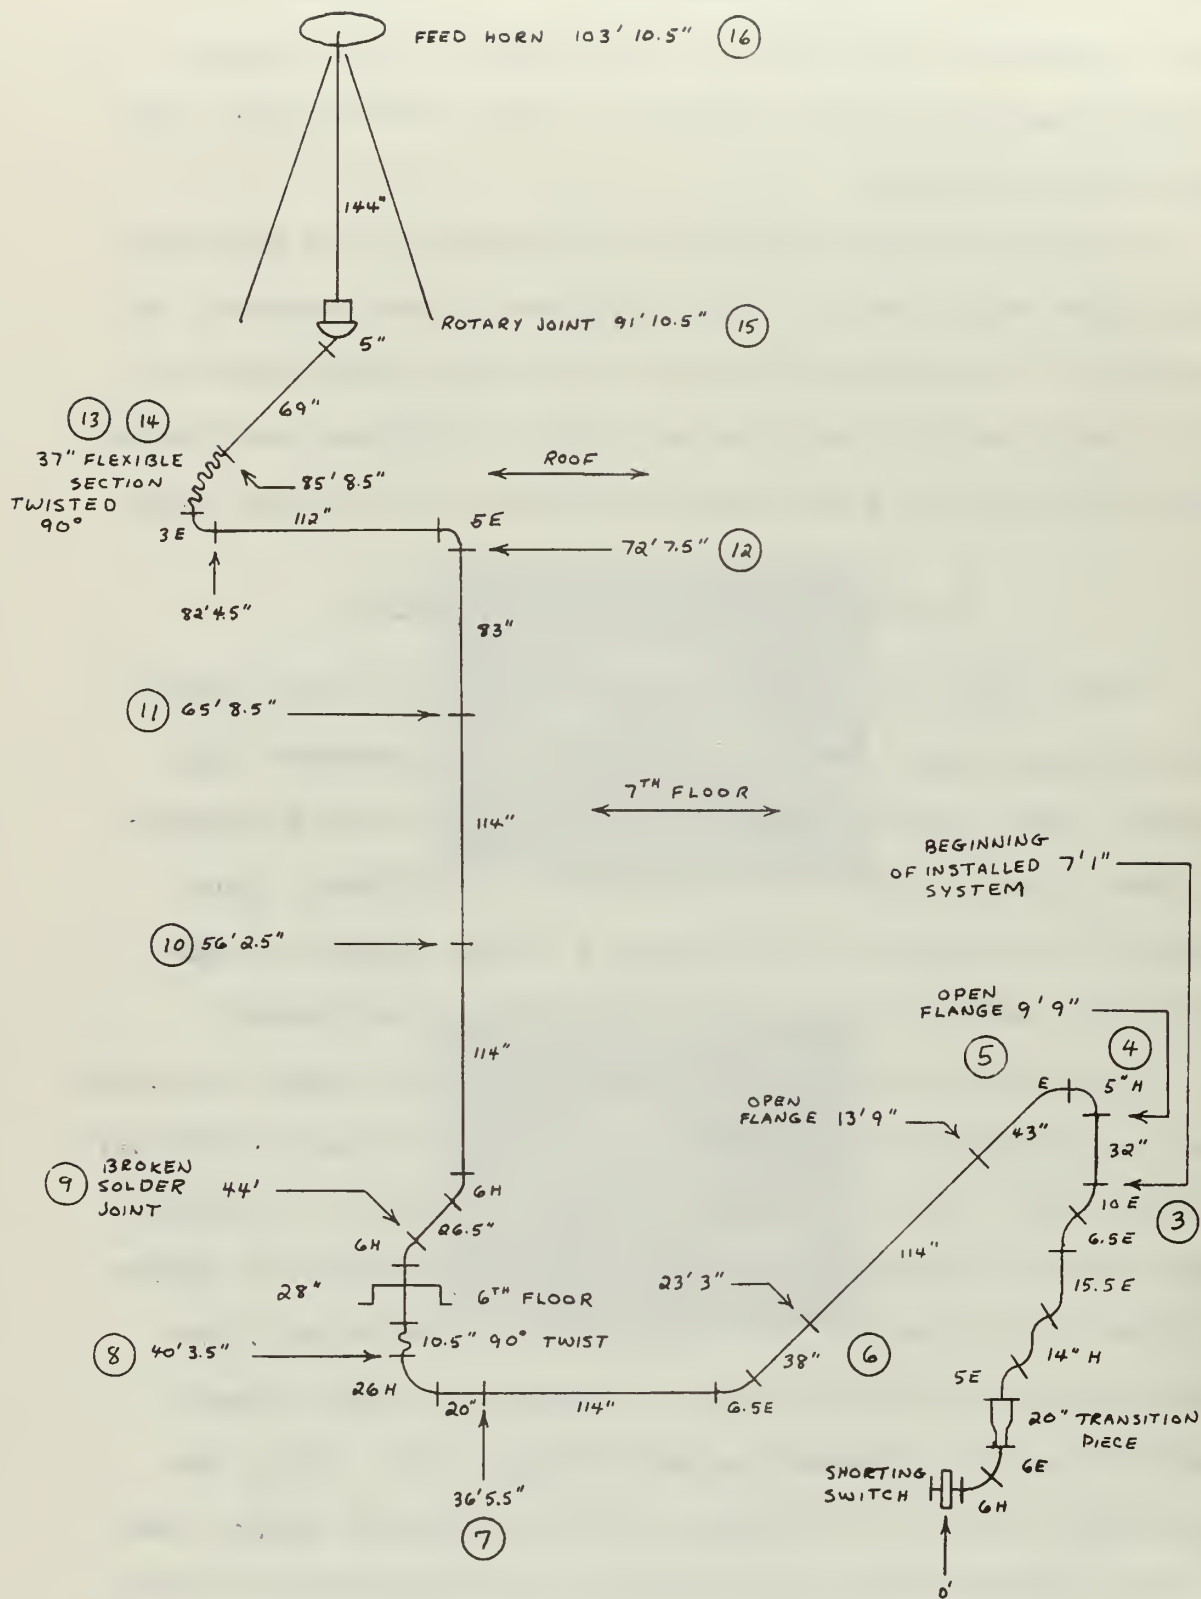 FEED HORN 103' 10.5" 16
144"
ROTARY JOINT 91' 10.5" 15
5"
69"
13 14
37" FLEXIBLE
SECTION
TWISTED
90°
ROOF
85' 8.5"
3E
112"
5E
72' 7.5" 12
82' 4.5"
83"
11 65' 8.5"
7TH FLOOR
114"
BEGINNING
OF INSTALLED 7' 1"
SYSTEM
10 56' 2.5"
OPEN
FLANGE 9' 9"
5
4
114"
E
5" H
OPEN
FLANGE 13' 9"
43"
32"
9 BROKEN
SOLDER 44'
JOINT
6H
10E
3
26.5"
6.5E
6H
114"
15.5E
28"
6TH FLOOR
23' 3"
8 40' 3.5"
10.5" 90° TWIST
38"
6
14" H
26H
20"
114"
6.5E
5E
20" TRANSITION
PIECE
36' 5.5"
7
SHORTING
SWITCH
6E
6H
0'